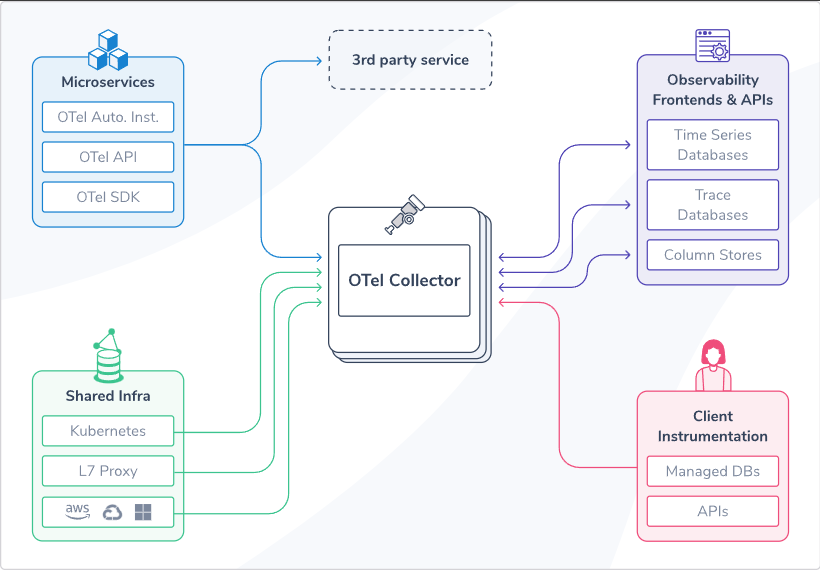 Microservices
OTel Auto. Inst.
OTel API
OTel SDK
3rd party service
Observability
Frontends & APIs
Time Series
Databases
Trace
Databases
Column Stores
OTel Collector
Shared Infra
Kubernetes
L7 Proxy
aws
Client
Instrumentation
Managed DBs
APIs